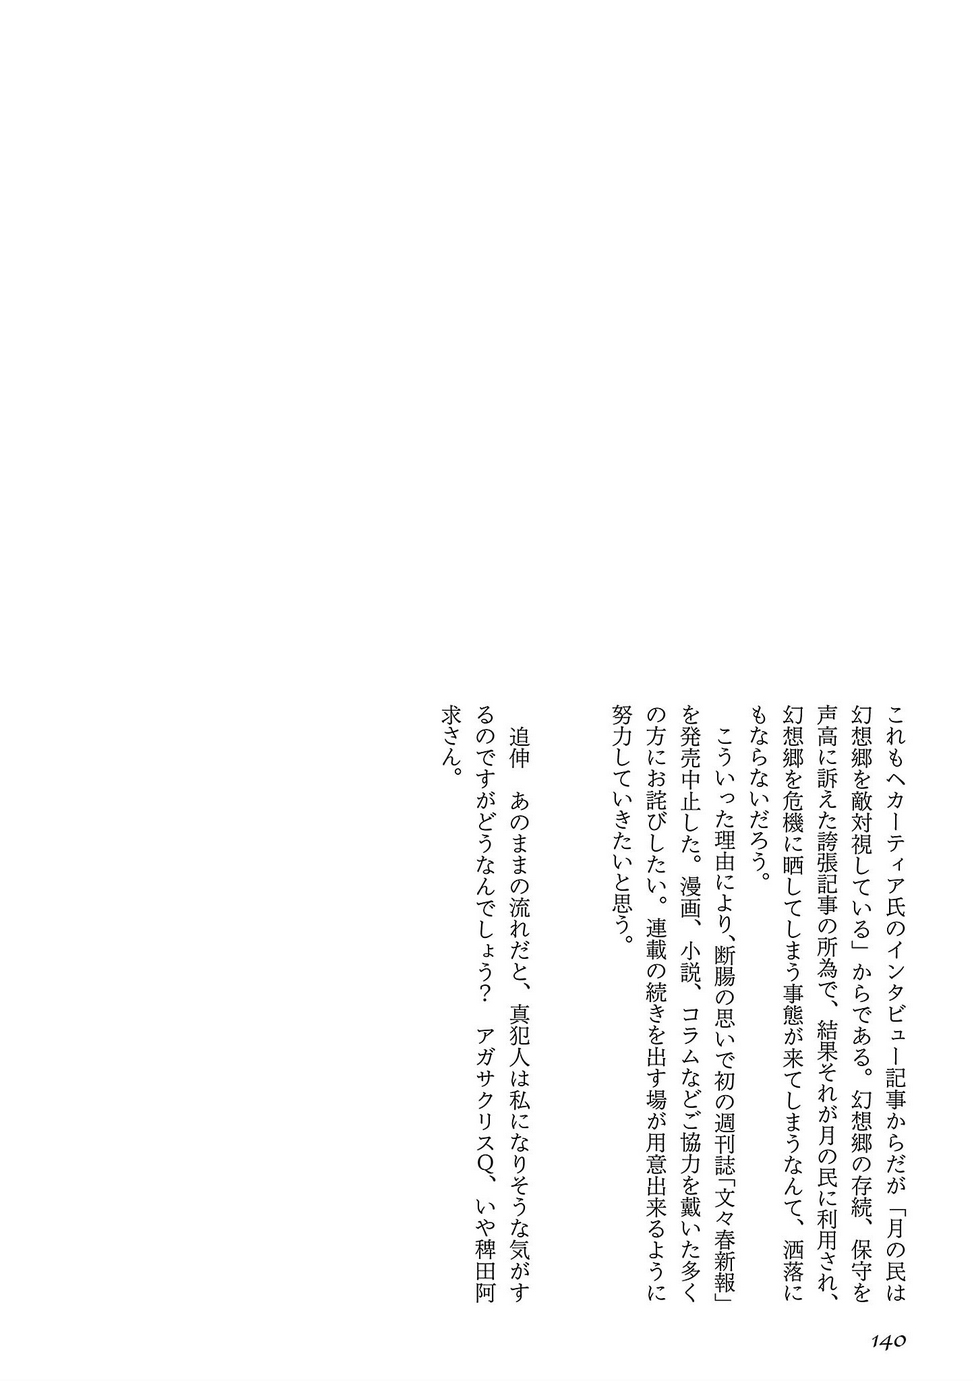 これもヘカーティア氏のインタビュー記事からだが「月の民は
幻想郷を敵対視している」からである。幻想郷の存続、保守を
声高に訴えた誇張記事の所為で、結果それが月の民に利用され、
幻想郷を危機に晒してしまう事態が来てしまうなんて、洒落に
もならないだろう。
　こういった理由により、断腸の思いで初の週刊誌「文々春新報」
を発売中止した。漫画、小説、コラムなどご協力を戴いた多く
の方にお詫びしたい。連載の続きを出す場が用意出来るように
努力していきたいと思う。
　追伸　あのままの流れだと、真犯人は私になりそうな気がす
るのですがどうなんでしょう？　アガサクリスＱ、いや稗田阿
求さん。
140